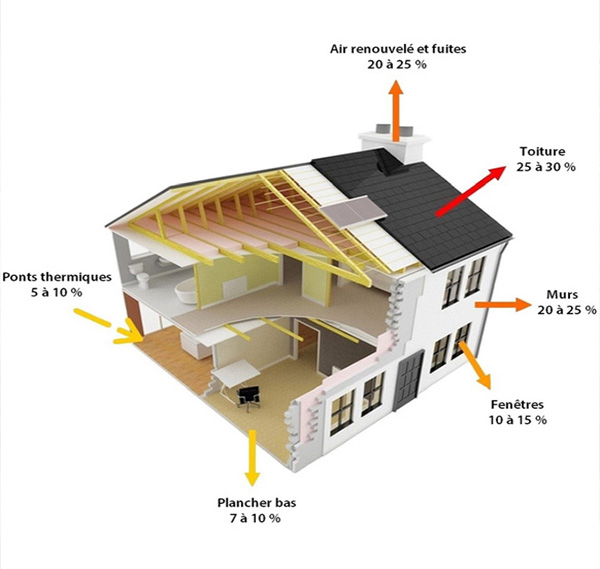 Air renouvelé et fuites
20 à 25 %
Toiture
25 à 30 %
Ponts thermiques
5 à 10 %
Murs
20 à 25 %
Fenêtres
10 à 15 %
Plancher bas
7 à 10 %